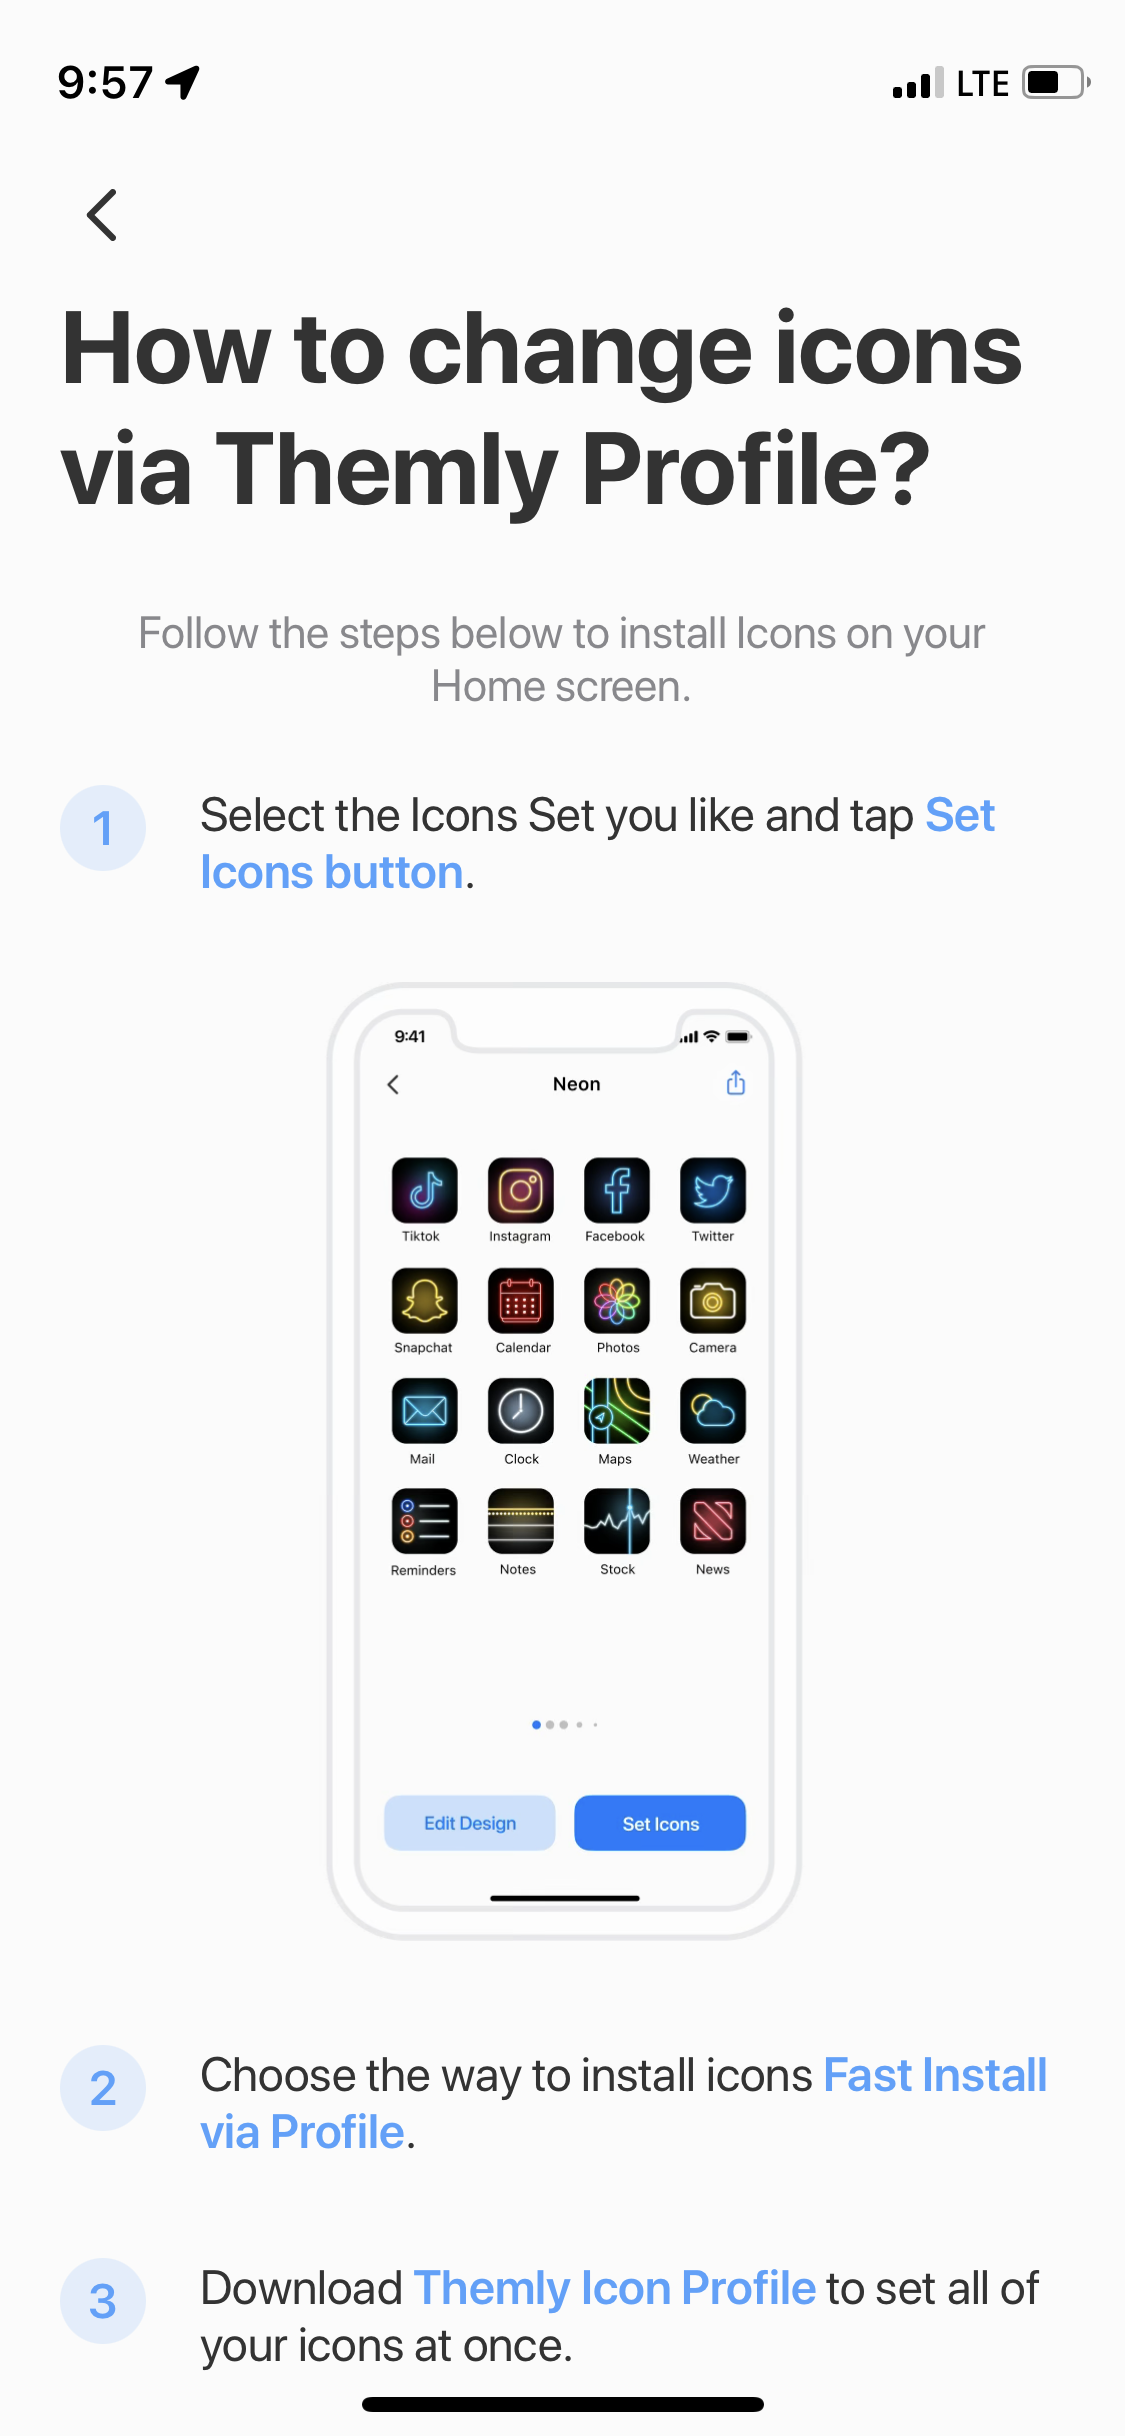 9:57
LTE
How to change icons
via Themly Profile?
Follow the steps below to install Icons on your
Home screen.
1
Select the Icons Set you like and tap Set
Icons button.
9:41
Neon
Tiktok Instagram Facebook Twitter
Snapchat Calendar Photos Camera
Mail Clock Maps Weather
Reminders Notes Stock News
Edit Design Set Icons
2
Choose the way to install icons Fast Install
via Profile.
3
Download Themly Icon Profile to set all of
your icons at once.